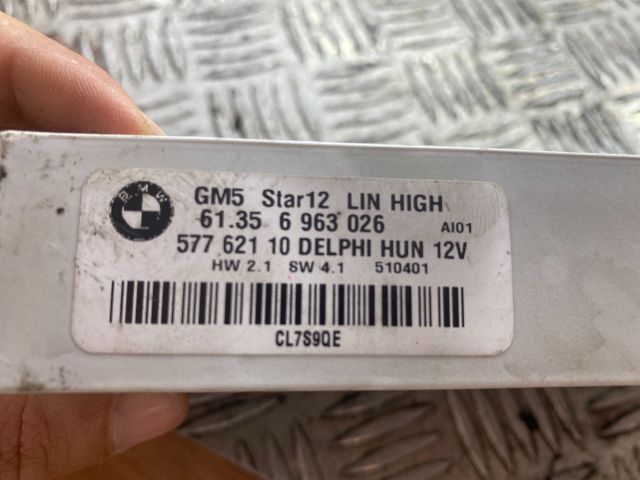 BMW
GM5 Star12 LIN HIGH
61.35 6 963 026 AI01
577 621 10 DELPHI HUN 12V
HW 2.1 SW 4.1 510401
CL7S9QE